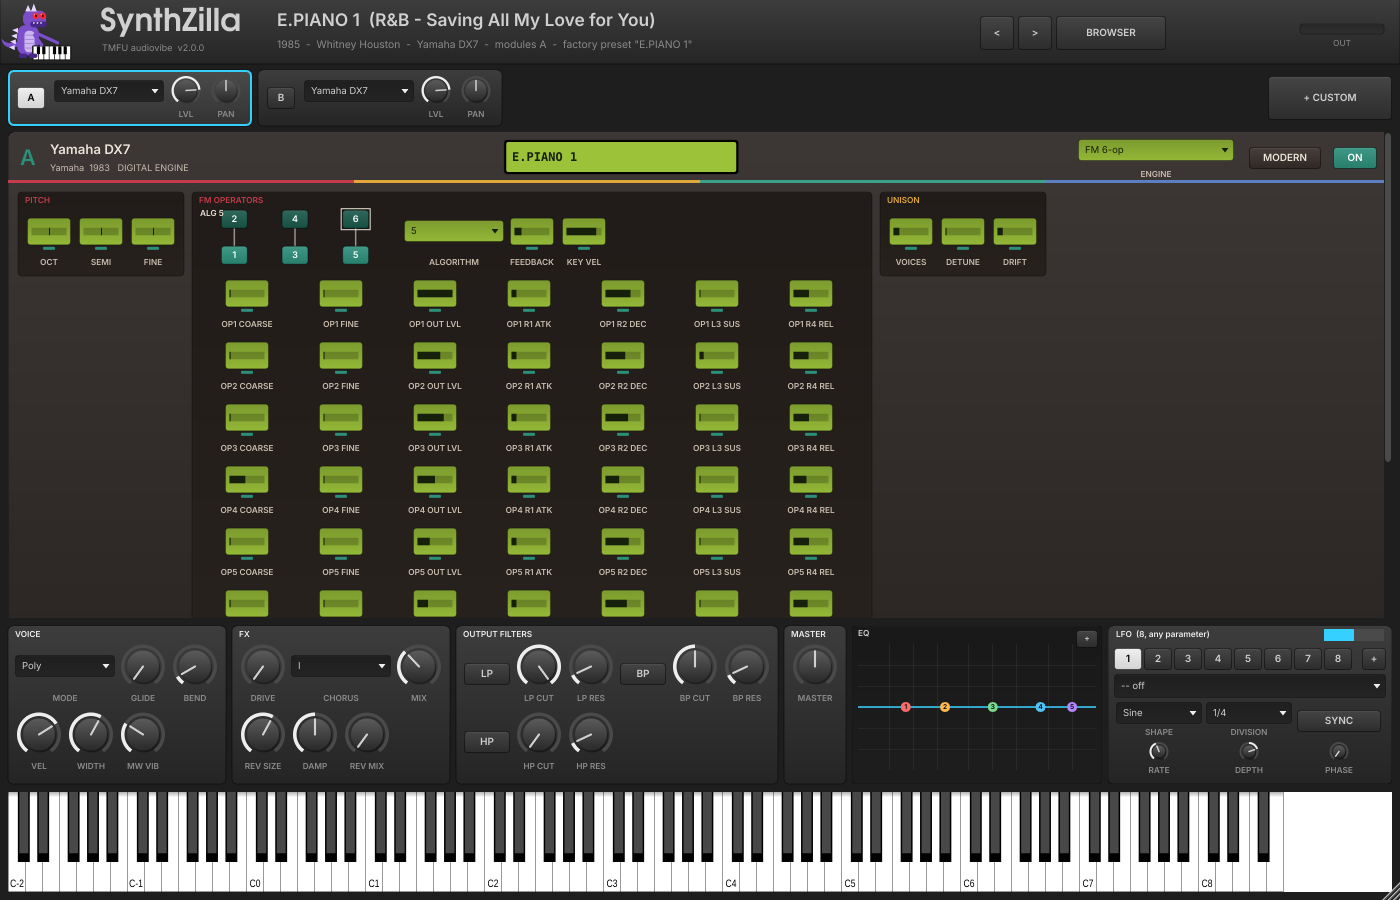 SynthZilla
TMFU audiovibe v2.0.0
E.PIANO 1 (R&B - Saving All My Love for You)
1985 - Whitney Houston - Yamaha DX7 - modules A - factory preset "E.PIANO 1"
< > BROWSER
OUT
A Yamaha DX7 LVL PAN
B Yamaha DX7 LVL PAN
+ CUSTOM
A Yamaha DX7
Yamaha 1983 DIGITAL ENGINE
E.PIANO 1
FM 6-op
ENGINE
MODERN ON
PITCH
OCT SEMI FINE
FM OPERATORS
ALG 5
2 4 6
1 3 5
5
ALGORITHM FEEDBACK KEY VEL
UNISON
VOICES DETUNE DRIFT
OP1 COARSE OP1 FINE OP1 OUT LVL OP1 R1 ATK OP1 R2 DEC OP1 L3 SUS OP1 R4 REL
OP2 COARSE OP2 FINE OP2 OUT LVL OP2 R1 ATK OP2 R2 DEC OP2 L3 SUS OP2 R4 REL
OP3 COARSE OP3 FINE OP3 OUT LVL OP3 R1 ATK OP3 R2 DEC OP3 L3 SUS OP3 R4 REL
OP4 COARSE OP4 FINE OP4 OUT LVL OP4 R1 ATK OP4 R2 DEC OP4 L3 SUS OP4 R4 REL
OP5 COARSE OP5 FINE OP5 OUT LVL OP5 R1 ATK OP5 R2 DEC OP5 L3 SUS OP5 R4 REL
VOICE
Poly
MODE GLIDE BEND
VEL WIDTH MW VIB
FX
I
DRIVE CHORUS MIX
REV SIZE DAMP REV MIX
OUTPUT FILTERS
LP BP
LP CUT LP RES BP CUT BP RES
HP
HP CUT HP RES
MASTER
MASTER
EQ +
1 2 3 4 5
LFO (8, any parameter)
1 2 3 4 5 6 7 8 +
-- off
Sine 1/4 SYNC
SHAPE DIVISION
RATE DEPTH PHASE
C-2 C-1 C0 C1 C2 C3 C4 C5 C6 C7 C8